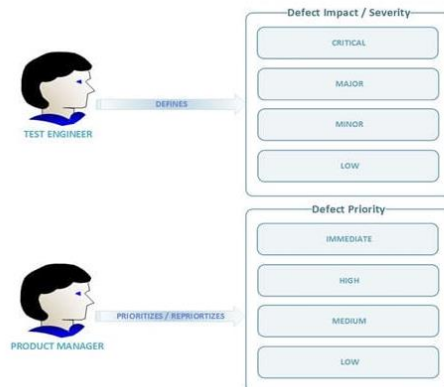 Defect Impact / Severity
CRITICAL
MAJOR
DEFINES
MINOR
TEST ENGINEER
LOW
Defect Priority
IMMEDIATE
HIGH
PRIORITIZES / REPRIORTIZES
MEDIUM
PRODUCT MANAGER
LOW